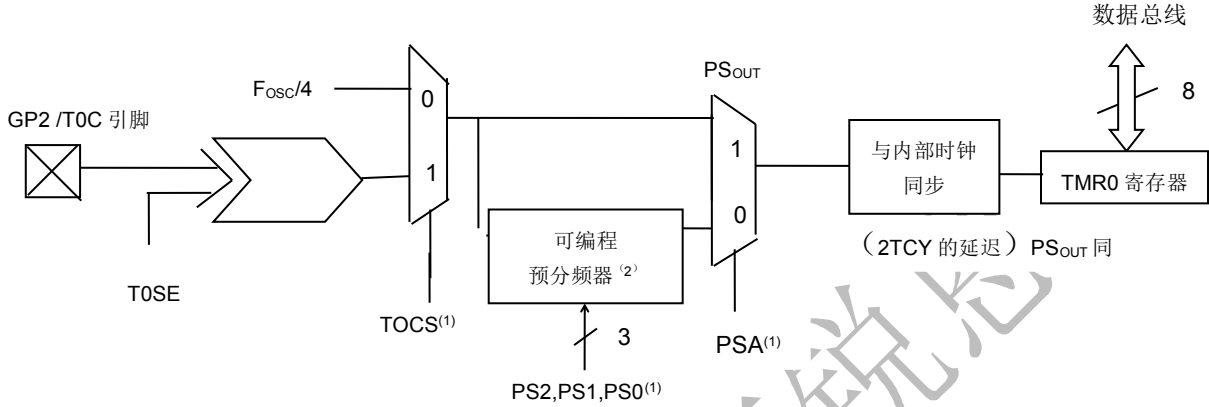 数据总线
8
FOSC/4
0
1
PSOUT
GP2 /T0C 引脚
T0SE
TOCS(1)
可编程
预分频器（2）
3
PS2,PS1,PS0(1)
1
0
PSA(1)
与内部时钟
同步
TMR0 寄存器
（2TCY 的延迟）PSOUT 同
锐